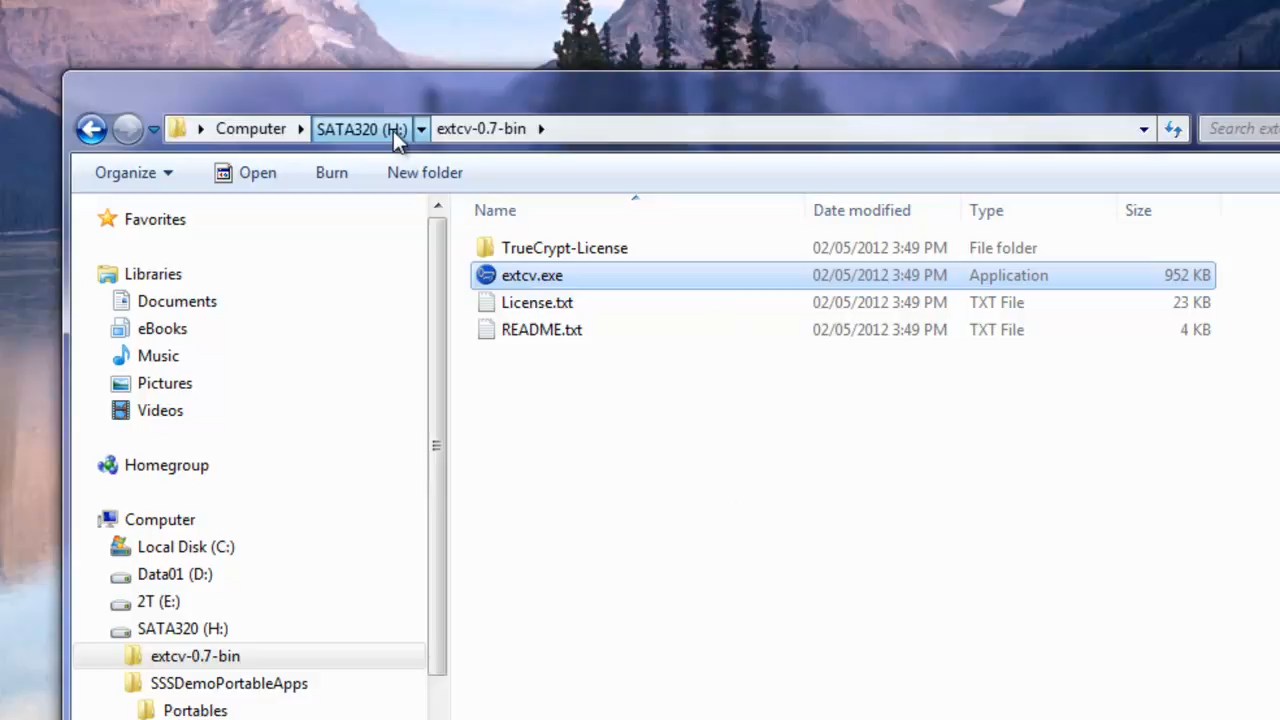 Computer SATA320 (H:) extcv-0.7-bin Search ext
Organize Open Burn New folder
Name Date modified Type Size
TrueCrypt-License 02/05/2012 3:49 PM File folder
extcv.exe 02/05/2012 3:49 PM Application 952 KB
License.txt 02/05/2012 3:49 PM TXT File 23 KB
README.txt 02/05/2012 3:49 PM TXT File 4 KB
Favorites
Libraries
Documents
eBooks
Music
Pictures
Videos
Homegroup
Computer
Local Disk (C:)
Data01 (D:)
2T (E:)
SATA320 (H:)
extcv-0.7-bin
SSSDemoPortableApps
Portables